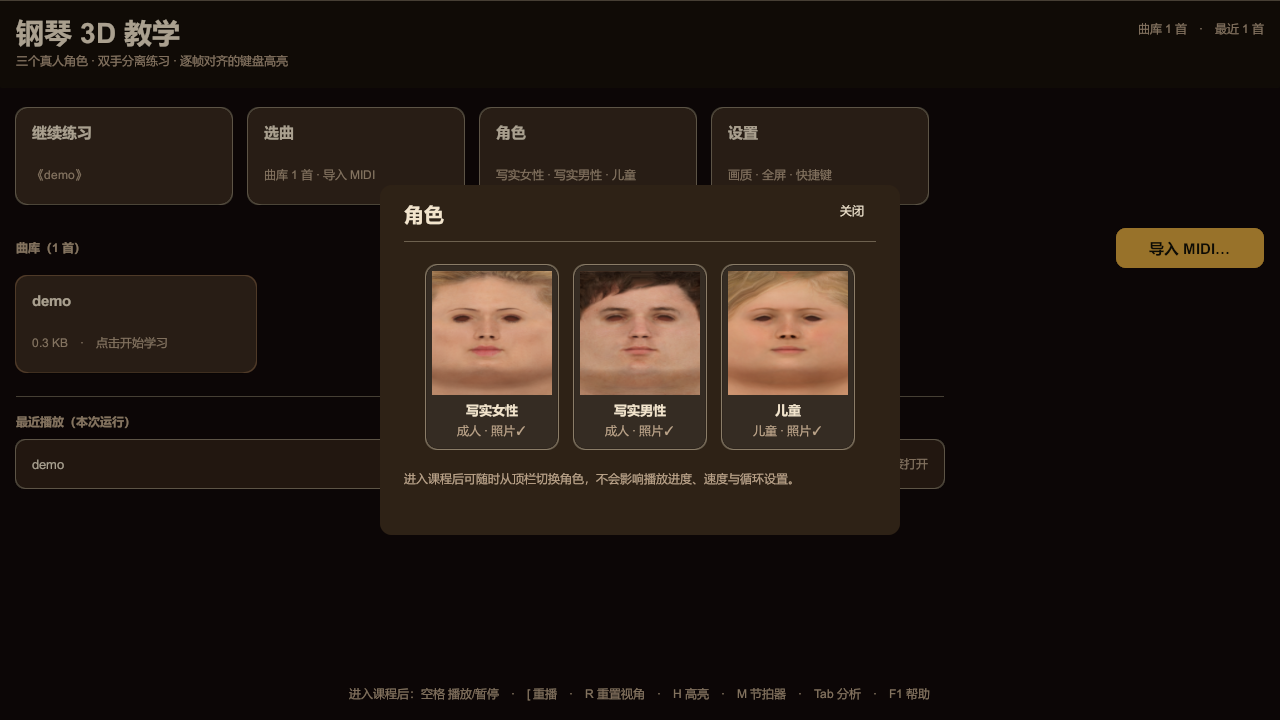 钢琴 3D 教学
曲库 1 首 · 最近 1 首
三个真人角色 · 双手分离练习 · 逐帧对齐的键盘高亮
继续练习
《demo》
选曲
曲库 1 首 · 导入 MIDI
角色
写实女性 · 写实男性 · 儿童
设置
画质 · 全屏 · 快捷键
角色
关闭
曲库（1 首）
导入 MIDI…
demo
0.3 KB · 点击开始学习
写实女性
成人 · 照片✓
写实男性
成人 · 照片✓
儿童
儿童 · 照片✓
最近播放（本次运行）
demo
打开
进入课程后可随时从顶栏切换角色，不会影响播放进度、速度与循环设置。
进入课程后：空格 播放/暂停 · [ 重播 · R 重置视角 · H 高亮 · M 节拍器 · Tab 分析 · F1 帮助